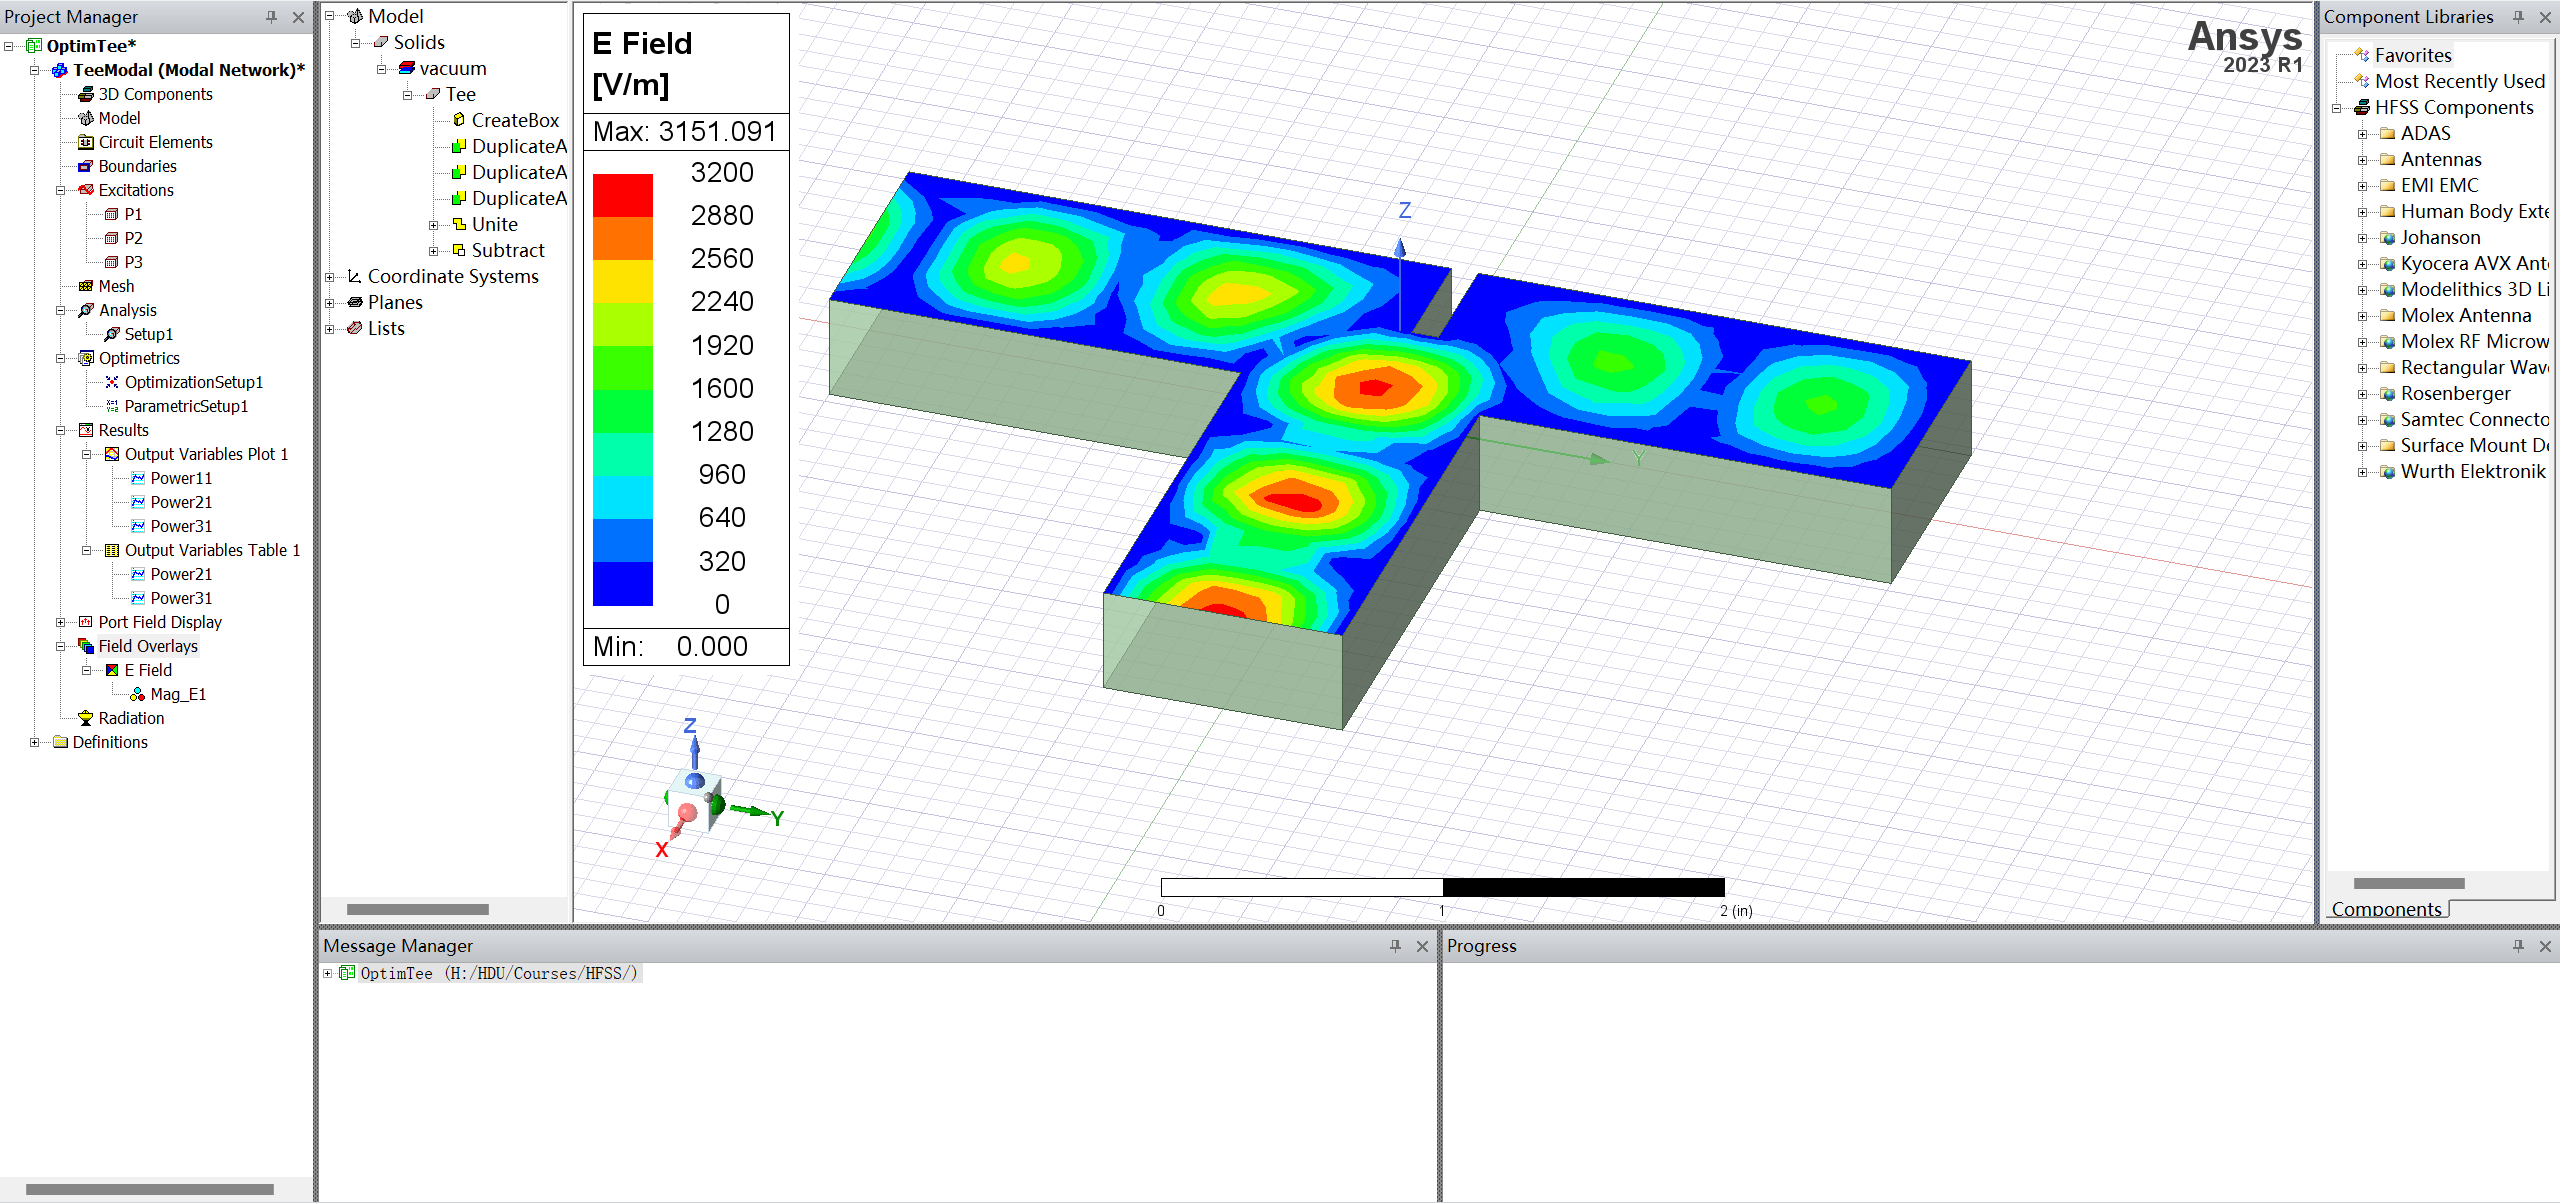 Project Manager
OptimTee*
TeeModal (Modal Network)*
3D Components
Model
Circuit Elements
Boundaries
Excitations
P1
P2
P3
Mesh
Analysis
Setup1
Optimetrics
OptimizationSetup1
ParametricSetup1
Results
Output Variables Plot 1
Power11
Power21
Power31
Output Variables Table 1
Power21
Power31
Port Field Display
Field Overlays
E Field
Mag_E1
Radiation
Definitions
Model
Solids
vacuum
Tee
CreateBox
DuplicateA
DuplicateA
DuplicateA
Unite
Subtract
Coordinate Systems
Planes
Lists
E Field
[V/m]
Max: 3151.091
3200
2880
2560
2240
1920
1600
1280
960
640
320
0
Min: 0.000
Ansys
2023 R1
Z
Y
Z
Y
X
0 1 2 (in)
Component Libraries
Favorites
Most Recently Used
HFSS Components
ADAS
Antennas
EMI EMC
Human Body Exte
Johanson
Kyocera AVX Ant
Modelithics 3D Li
Molex Antenna
Molex RF Microw
Rectangular Wav
Rosenberger
Samtec Connecto
Surface Mount De
Wurth Elektronik
Components
Message Manager
OptimTee (H:/HDU/Courses/HFSS/)
Progress